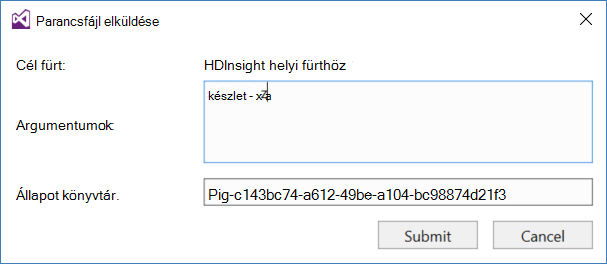 Parancsfájl elküldése
Cél fürt: HDInsight helyi fürthöz
készlet - x
Argumentumok:
Állapot könyvtár. Pig-c143bc74-a612-49be-a104-bc98874d21f3
Submit Cancel